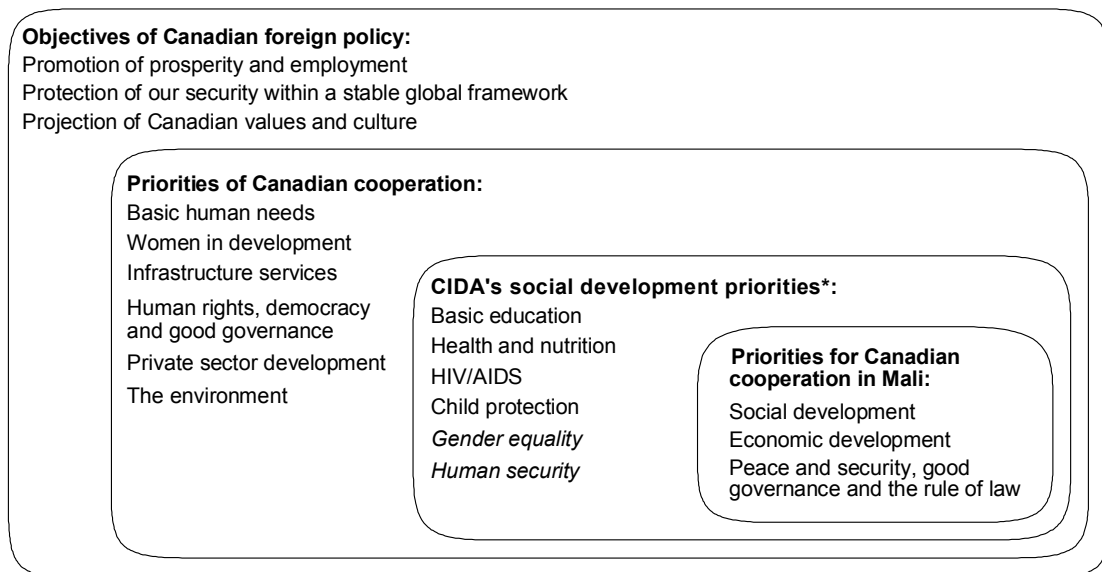 Objectives of Canadian foreign policy:
Promotion of prosperity and employment
Protection of our security within a stable global framework
Projection of Canadian values and culture
Priorities of Canadian cooperation:
Basic human needs
Women in development
Infrastructure services
Human rights, democracy
and good governance
Private sector development
The environment
CIDA's social development priorities*:
Basic education
Health and nutrition
HIV/AIDS
Child protection
Gender equality
Human security
Priorities for Canadian
cooperation in Mali:
Social development
Economic development
Peace and security, good
governance and the rule of law